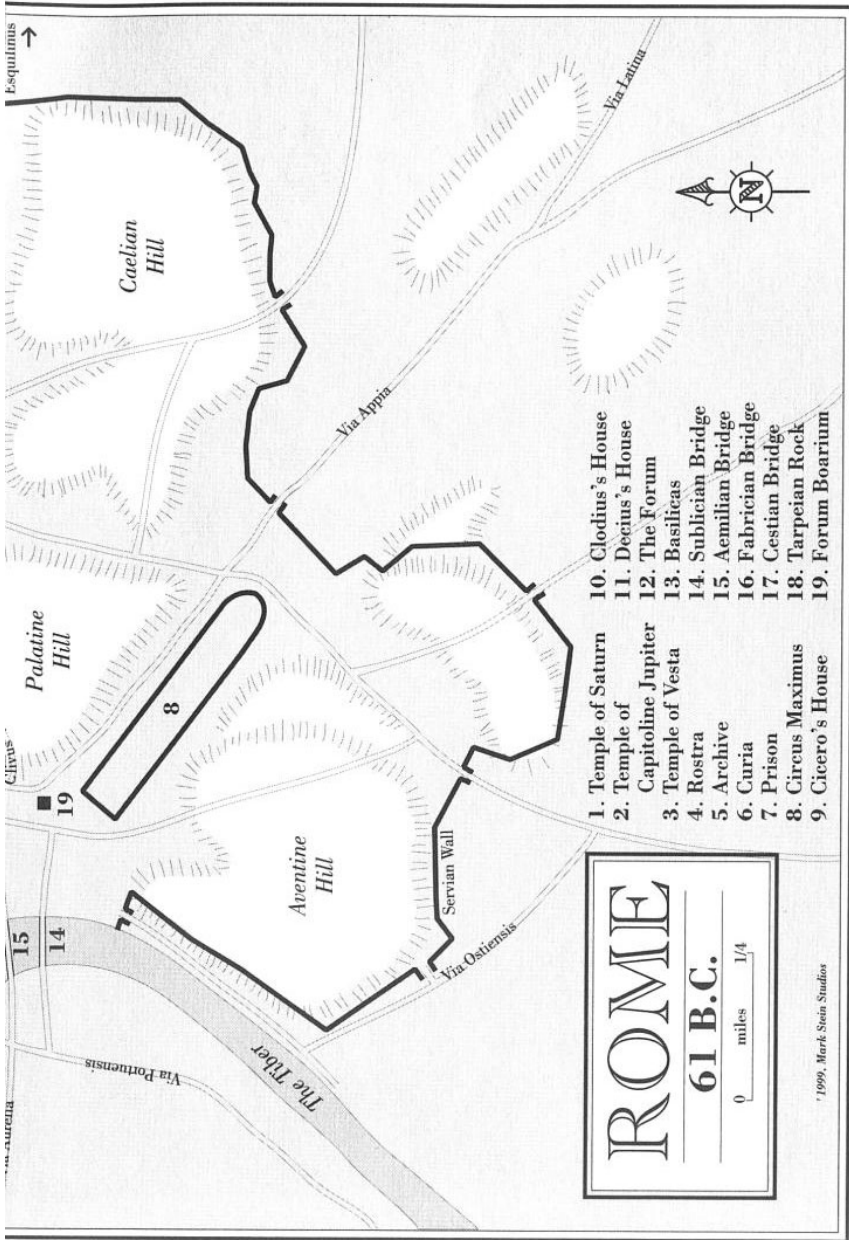 Esquilinus
Caelian
Hill
Palatine
Hill
Clivus
19
8
Via Latina
Via Appia
N
15
14
Aventine
Hill
Servian Wall
Via Ostiensis
The Tiber
Via Portuensis
ROME
61 B.C.
0 miles 1/4
1. Temple of Saturn
2. Temple of
Capitoline Jupiter
3. Temple of Vesta
4. Rostra
5. Archive
6. Curia
7. Prison
8. Circus Maximus
9. Cicero's House
10. Clodius's House
11. Decius's House
12. The Forum
13. Basilicas
14. Sublician Bridge
15. Aemilian Bridge
16. Fabrician Bridge
17. Cestian Bridge
18. Tarpeian Rock
19. Forum Boarium
'1999, Mark Stein Studios